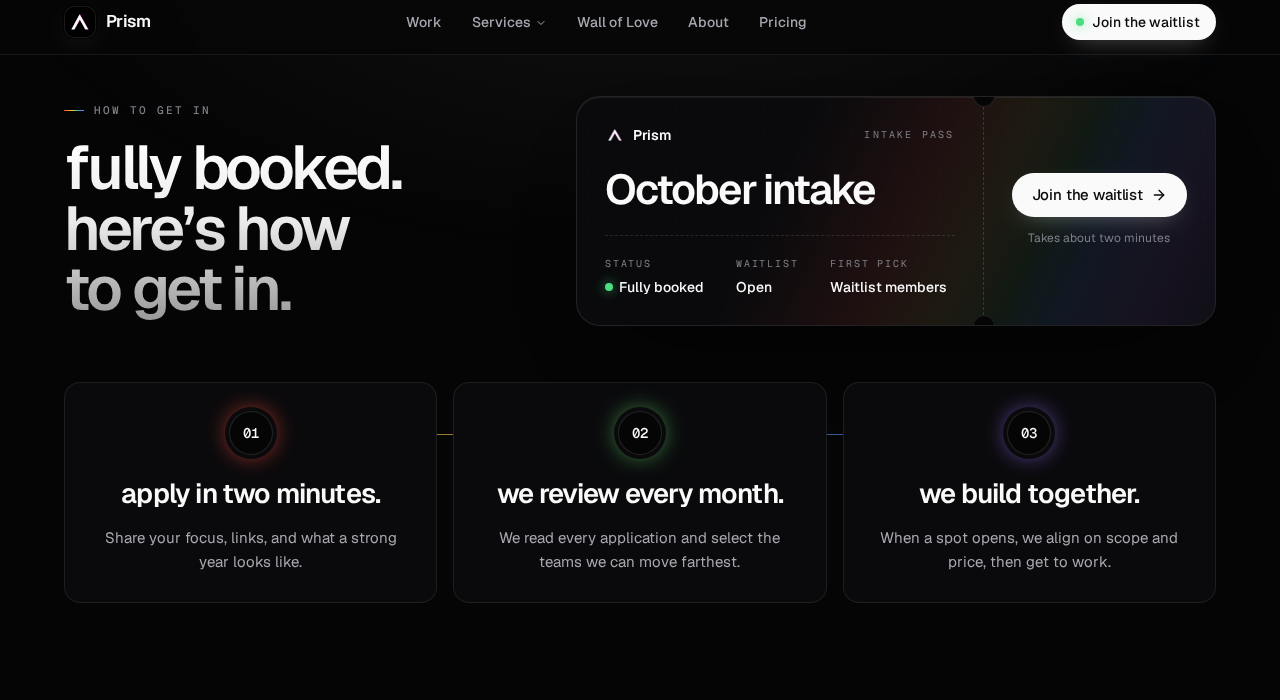 Prism
Work
Services
Wall of Love
About
Pricing
Join the waitlist
HOW TO GET IN
fully booked.
here’s how
to get in.
Prism
INTAKE PASS
October intake
STATUS
WAITLIST
FIRST PICK
Fully booked
Open
Waitlist members
Join the waitlist
Takes about two minutes
01
apply in two minutes.
Share your focus, links, and what a strong
year looks like.
02
we review every month.
We read every application and select the
teams we can move farthest.
03
we build together.
When a spot opens, we align on scope and
price, then get to work.